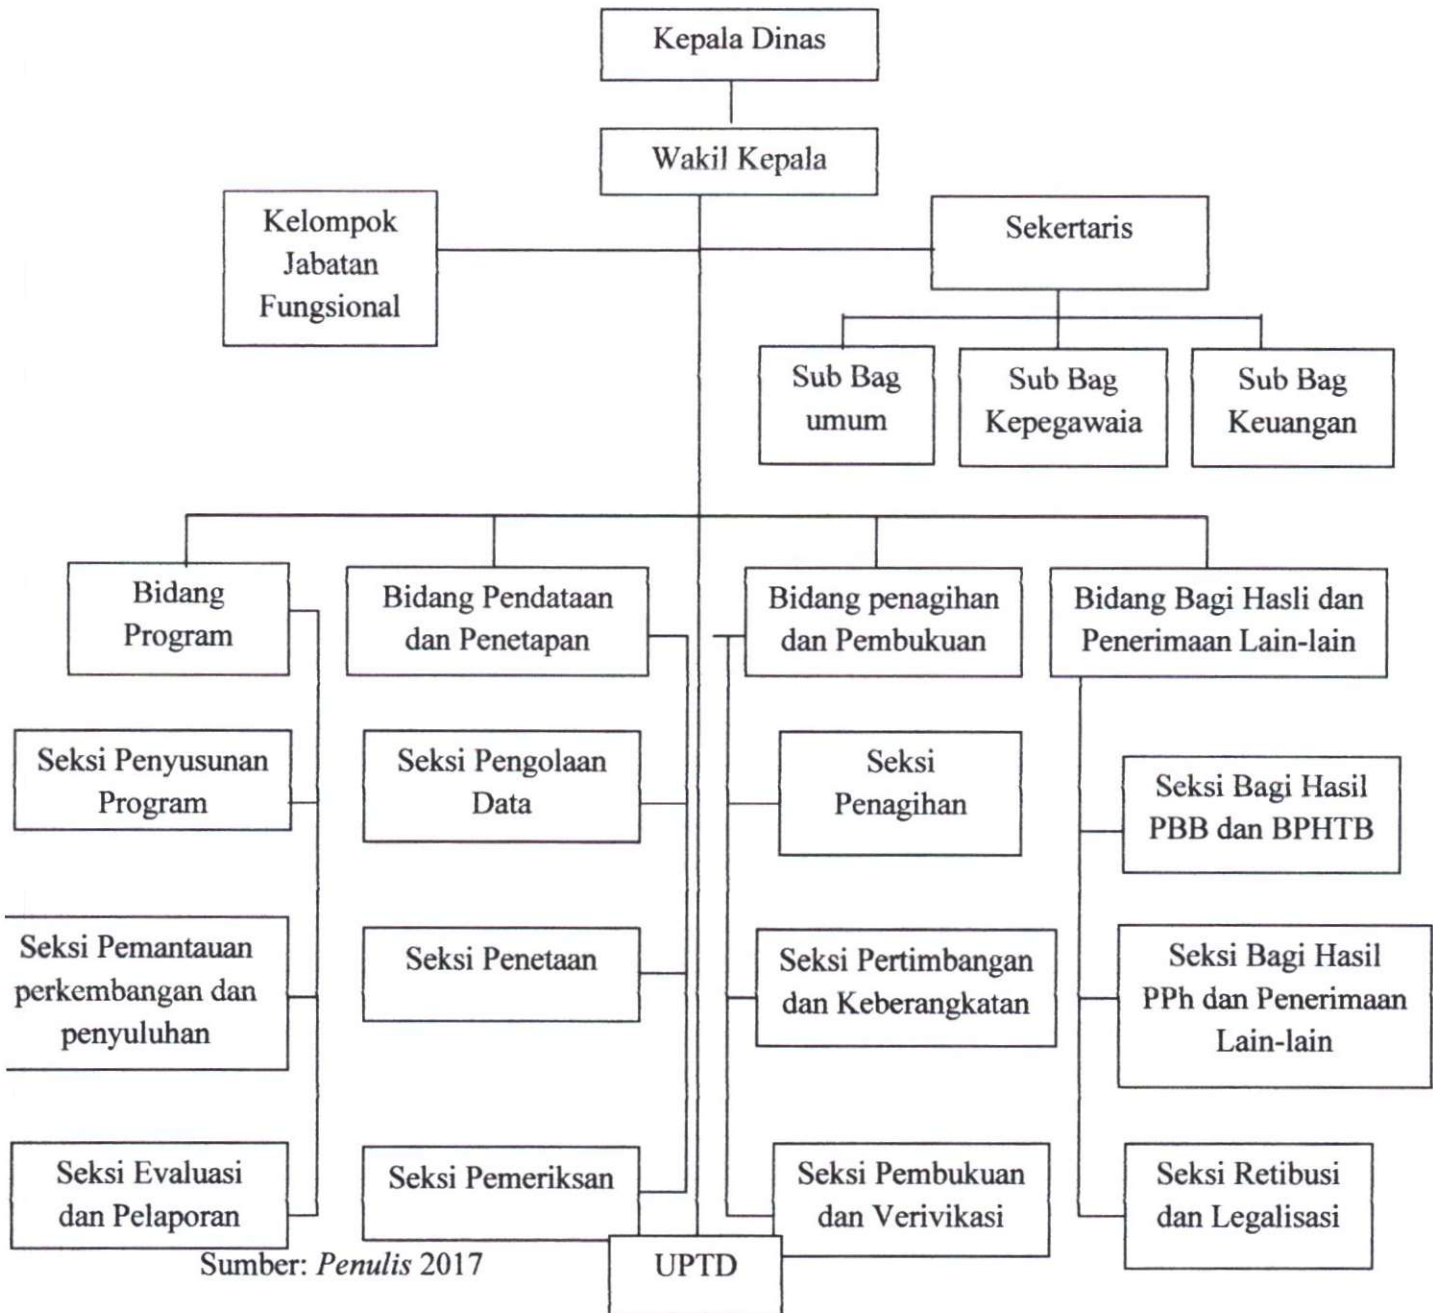 Kepala Dinas
Wakil Kepala
Kelompok
Jabatan
Fungsional
Sekertaris
Sub Bag
umum
Sub Bag
Kepegawaia
Sub Bag
Keuangan
Bidang
Program
Bidang Pendataan
dan Penetapan
Bidang penagihan
dan Pembukuan
Bidang Bagi Hasli dan
Penerimaan Lain-lain
Seksi Penyusunan
Program
Seksi Pengolaan
Data
Seksi
Penagihan
Seksi Bagi Hasil
PBB dan BPHTB
Seksi Pemantauan
perkembangan dan
penyuluhan
Seksi Penetaan
Seksi Pertimbangan
dan Keberangkatan
Seksi Bagi Hasil
PPh dan Penerimaan
Lain-lain
Seksi Evaluasi
dan Pelaporan
Seksi Pemeriksan
Seksi Pembukuan
dan Verivikasi
Seksi Retibusi
dan Legalisasi
Sumber: Penulis 2017
UPTD